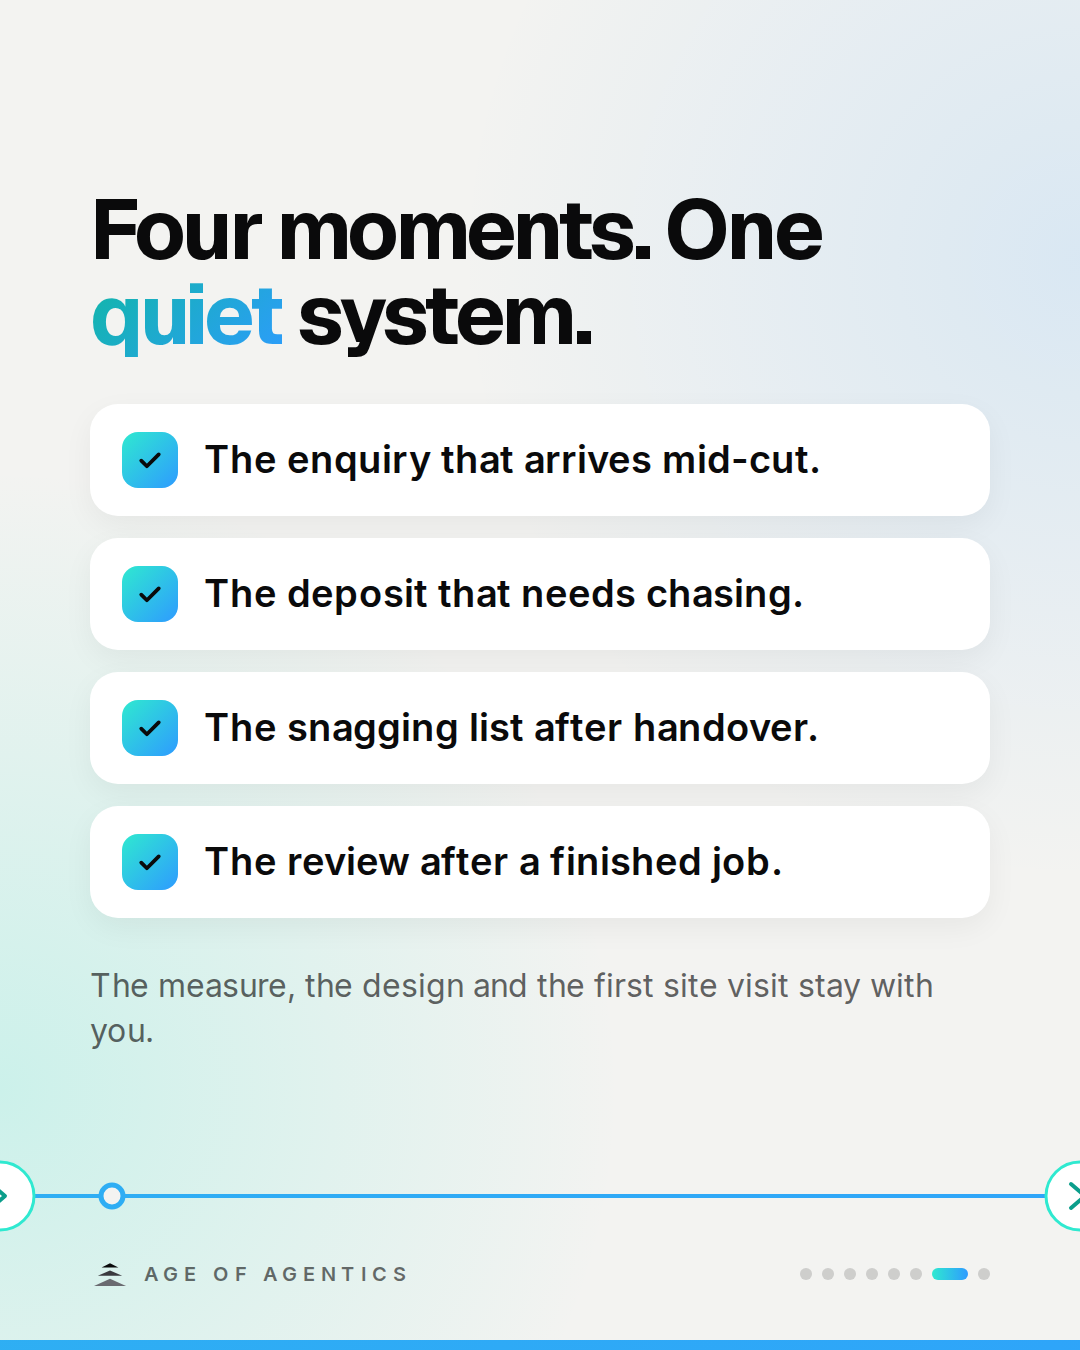 Four moments. One
quiet system.
The enquiry that arrives mid-cut.
The deposit that needs chasing.
The snagging list after handover.
The review after a finished job.
The measure, the design and the first site visit stay with
you.
AGE OF AGENTICS